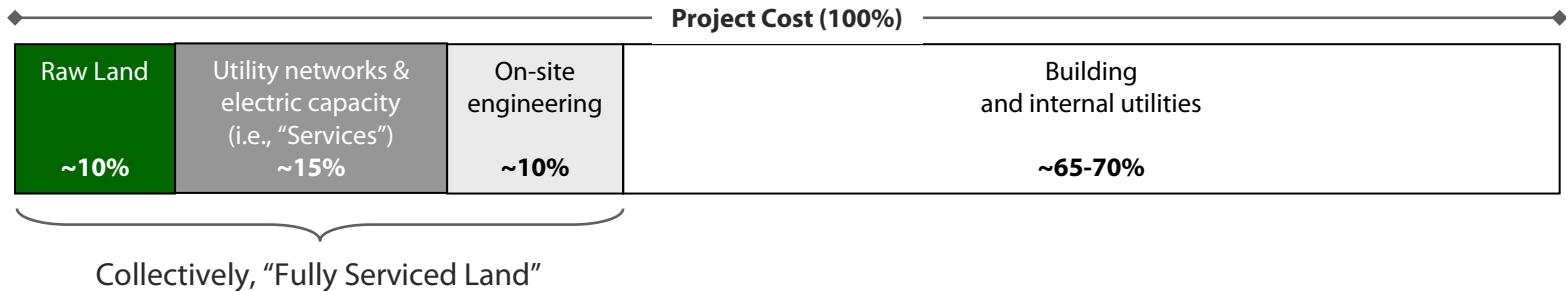 Project Cost (100%)
Raw Land
~10%
Utility networks &
electric capacity
(i.e., “Services”)
~15%
On-site
engineering
~10%
Building
and internal utilities
~65-70%
Collectively, “Fully Serviced Land”